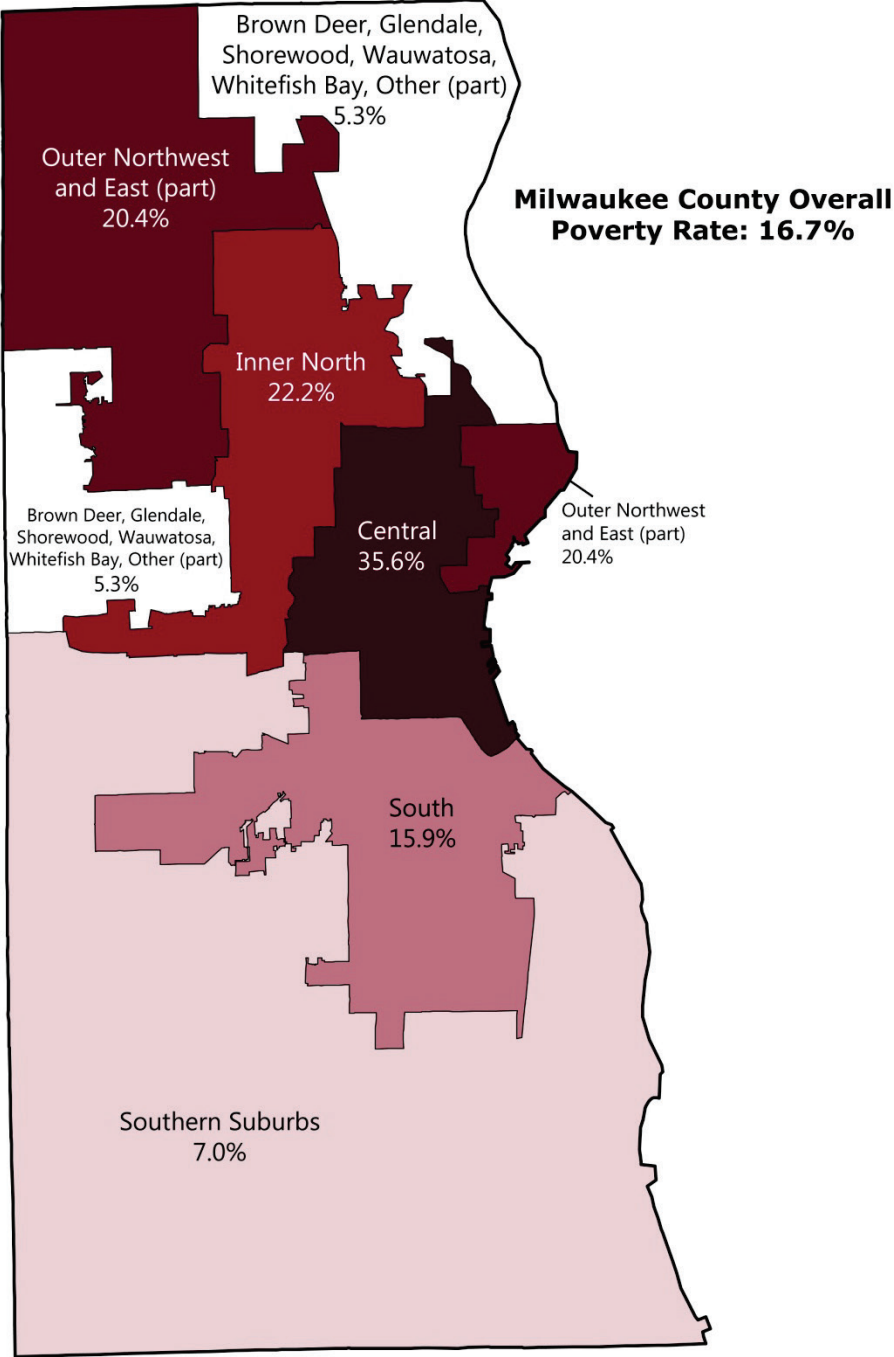 Brown Deer, Glendale,
Shorewood, Wauwatosa,
Whitefish Bay, Other (part)
5.3%
Outer Northwest
and East (part)
20.4%
Milwaukee County Overall
Poverty Rate: 16.7%
Inner North
22.2%
Brown Deer, Glendale,
Shorewood, Wauwatosa,
Whitefish Bay, Other (part)
5.3%
Central
35.6%
Outer Northwest
and East (part)
20.4%
South
15.9%
Southern Suburbs
7.0%